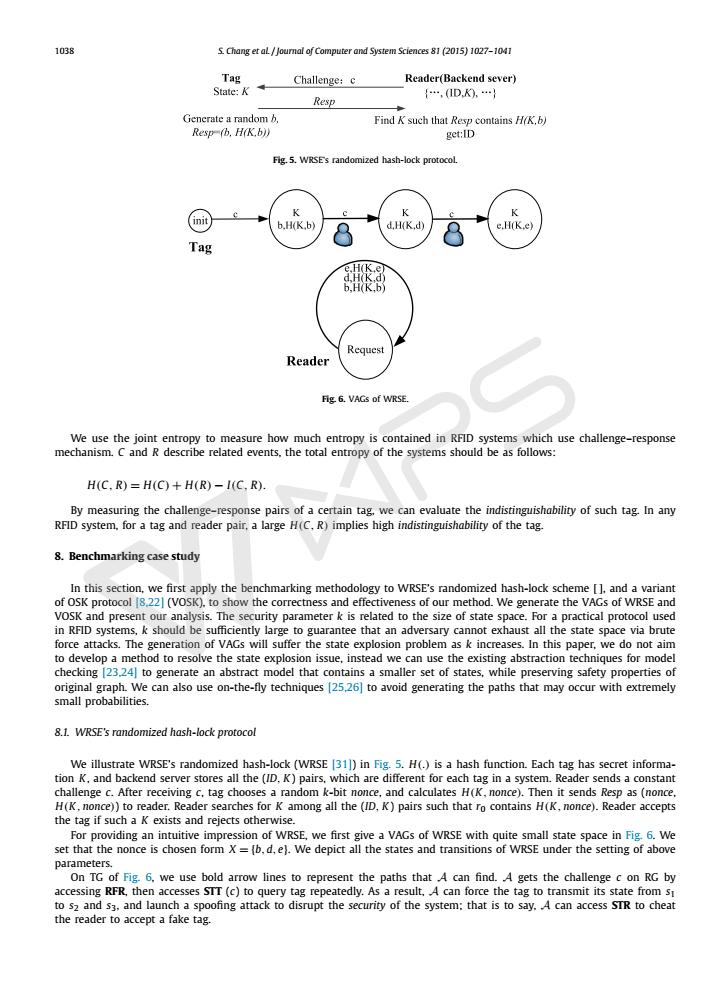 1038
S. Chang et al. / Journal of Computer and System Sciences 81 (2015) 1027–1041
Tag
State: K
Challenge: c
Reader(Backend sever)
{···, (ID,K), ···}
Resp
Generate a random b,
Resp=(b, H(K,b))
Find K such that Resp contains H(K,b)
get:ID
Fig. 5. WRSE's randomized hash-lock protocol.
init
c
K
b,H(K,b)
c
K
d,H(K,d)
c
K
e,H(K,e)
Tag
e,H(K,e)
d,H(K,d)
b,H(K,b)
Request
Reader
Fig. 6. VAGs of WRSE.
We use the joint entropy to measure how much entropy is contained in RFID systems which use challenge–response
mechanism. C and R describe related events, the total entropy of the systems should be as follows:
H(C, R) = H(C) + H(R) − I(C, R).
By measuring the challenge–response pairs of a certain tag, we can evaluate the indistinguishability of such tag. In any
RFID system, for a tag and reader pair, a large H(C, R) implies high indistinguishability of the tag.
8. Benchmarking case study
In this section, we first apply the benchmarking methodology to WRSE's randomized hash-lock scheme [], and a variant
of OSK protocol [8,22] (VOSK), to show the correctness and effectiveness of our method. We generate the VAGs of WRSE and
VOSK and present our analysis. The security parameter k is related to the size of state space. For a practical protocol used
in RFID systems, k should be sufficiently large to guarantee that an adversary cannot exhaust all the state space via brute
force attacks. The generation of VAGs will suffer the state explosion problem as k increases. In this paper, we do not aim
to develop a method to resolve the state explosion issue, instead we can use the existing abstraction techniques for model
checking [23,24] to generate an abstract model that contains a smaller set of states, while preserving safety properties of
original graph. We can also use on-the-fly techniques [25,26] to avoid generating the paths that may occur with extremely
small probabilities.
8.1. WRSE's randomized hash-lock protocol
We illustrate WRSE's randomized hash-lock (WRSE [31]) in Fig. 5. H(.) is a hash function. Each tag has secret informa-
tion K, and backend server stores all the (ID, K) pairs, which are different for each tag in a system. Reader sends a constant
challenge c. After receiving c, tag chooses a random k-bit nonce, and calculates H(K, nonce). Then it sends Resp as (nonce,
H(K, nonce)) to reader. Reader searches for K among all the (ID, K) pairs such that r₀ contains H(K, nonce). Reader accepts
the tag if such a K exists and rejects otherwise.
For providing an intuitive impression of WRSE, we first give a VAGs of WRSE with quite small state space in Fig. 6. We
set that the nonce is chosen form X = {b, d, e}. We depict all the states and transitions of WRSE under the setting of above
parameters.
On TG of Fig. 6, we use bold arrow lines to represent the paths that A can find. A gets the challenge c on RG by
accessing RFR, then accesses STT (c) to query tag repeatedly. As a result, A can force the tag to transmit its state from s₁
to s₂ and s₃, and launch a spoofing attack to disrupt the security of the system; that is to say, A can access STR to cheat
the reader to accept a fake tag.